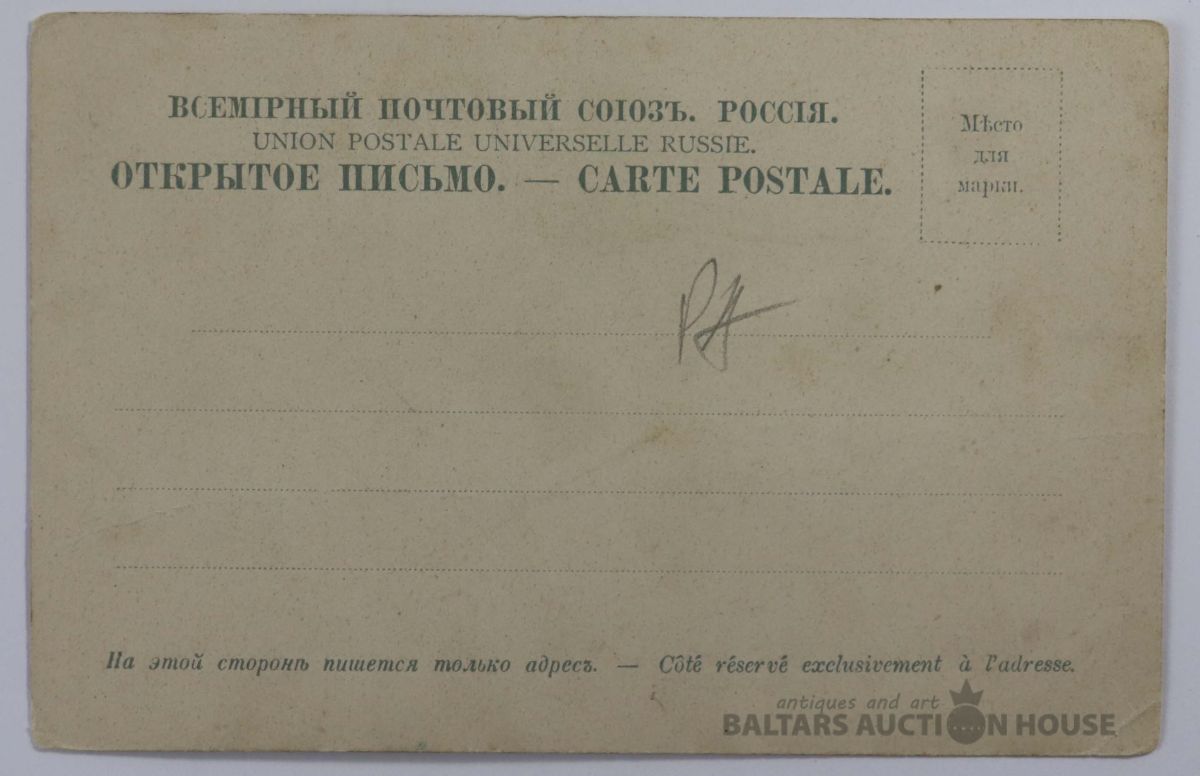 ВСЕМІРНЫЙ ПОЧТОВЫЙ СОЮЗЪ. РОССІЯ.
UNION POSTALE UNIVERSELLE RUSSIE.
ОТКРЫТОЕ ПИСЬМО. — CARTE POSTALE.
Мѣсто
для
марки.
На этой сторонѣ пишется только адресъ. — Côté réservé exclusivement à l'adresse.
antiques and art
BALTARS AUCTION HOUSE